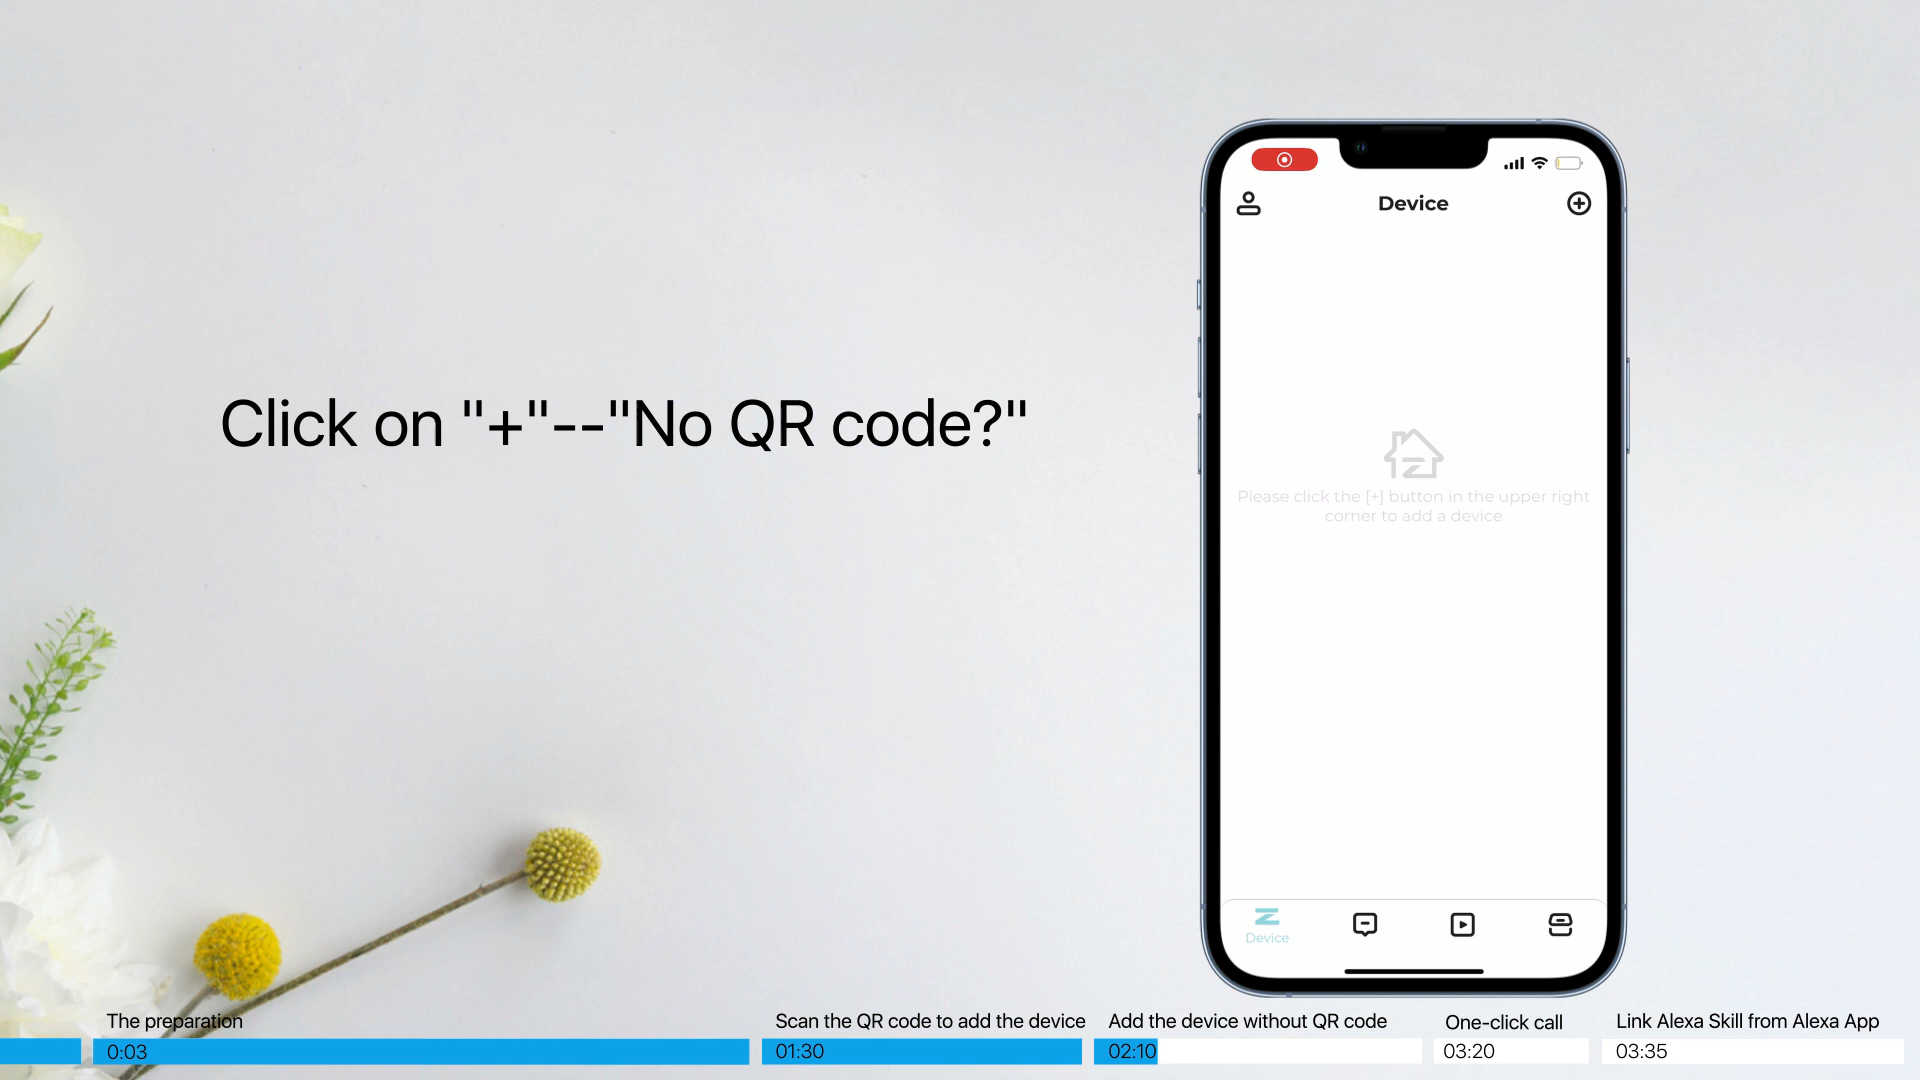 Device
Click on "+"--"No QR code?"
Please click the [+] button in the upper right
corner to add a device
Device
The preparation
0:03
Scan the QR code to add the device
01:30
Add the device without QR code
02:10
One-click call
03:20
Link Alexa Skill from Alexa App
03:35